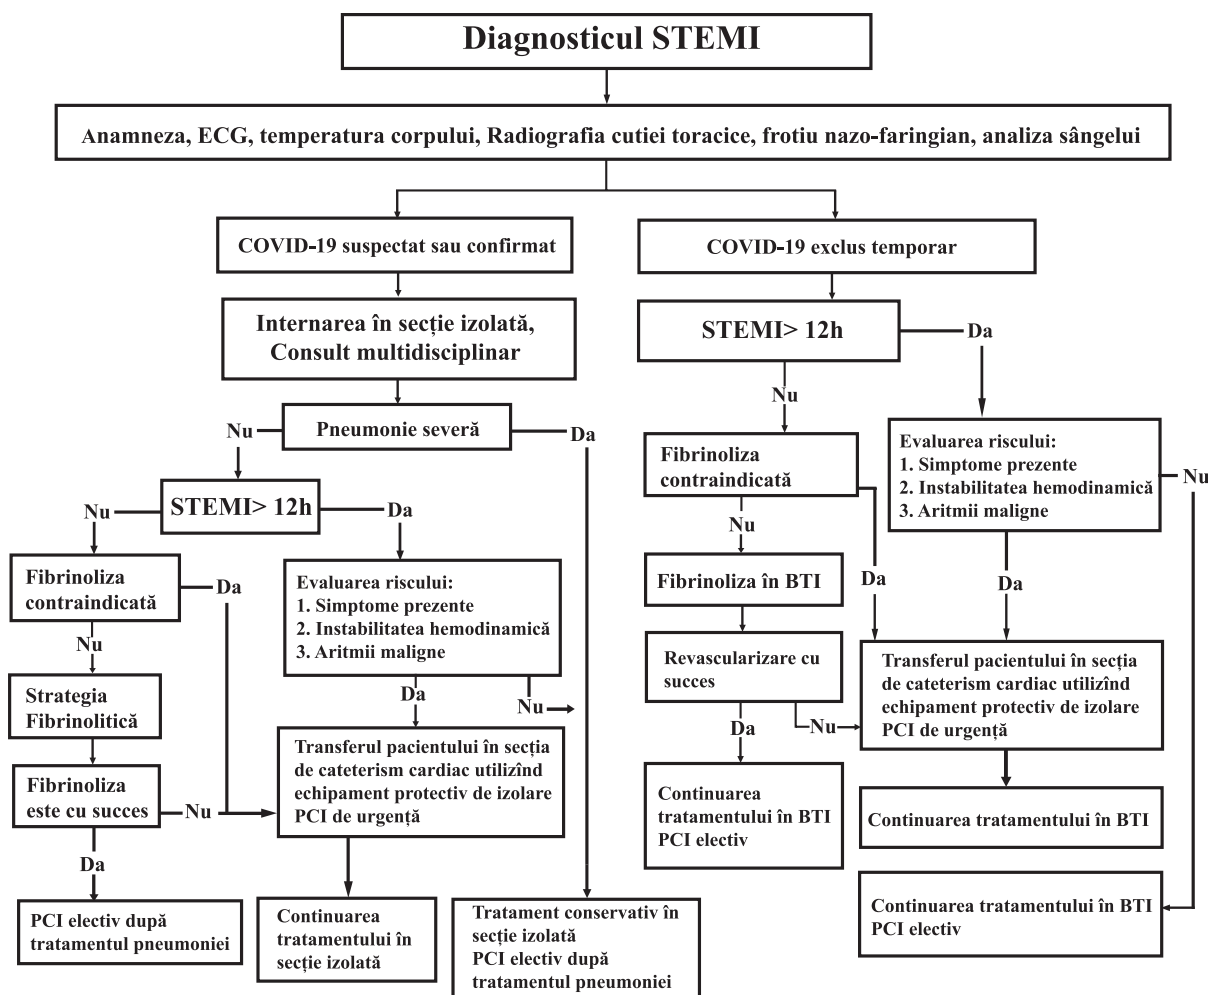 Diagnosticul STEMI
Anamneza, ECG, temperatura corpului, Radiografia cutiei toracice, frotiu nazo-faringian, analiza sângelui
COVID-19 suspectat sau confirmat
COVID-19 exclus temporar
Internarea în secție izolată,
Consult multidisciplinar
STEMI> 12h
Da
Nu
Pneumonie severă
Nu
Da
Fibrinoliza
contraindicată
Evaluarea riscului:
1. Simptome prezente
2. Instabilitatea hemodinamică
3. Aritmii maligne
Nu
STEMI> 12h
Nu
Da
Nu
Da
Da
Fibrinoliza
contraindicată
Da
Evaluarea riscului:
1. Simptome prezente
2. Instabilitatea hemodinamică
3. Aritmii maligne
Fibrinoliza în BTI
Nu
Da
Nu
Revascularizare cu
succes
Da
Nu
Transferul pacientului în secția
de cateterism cardiac utilizînd
echipament protectiv de izolare
PCI de urgență
Strategia
Fibrinolitică
Transferul pacientului în secția
de cateterism cardiac utilizînd
echipament protectiv de izolare
PCI de urgență
Fibrinoliza
este cu succes
Nu
Da
Continuarea
tratamentului în BTI
PCI electiv
Continuarea tratamentului în BTI
PCI electiv după
tratamentul pneumoniei
Continuarea
tratamentului în
secție izolată
Tratament conservativ în
secție izolată
PCI electiv după
tratamentul pneumoniei
Continuarea tratamentului în BTI
PCI electiv